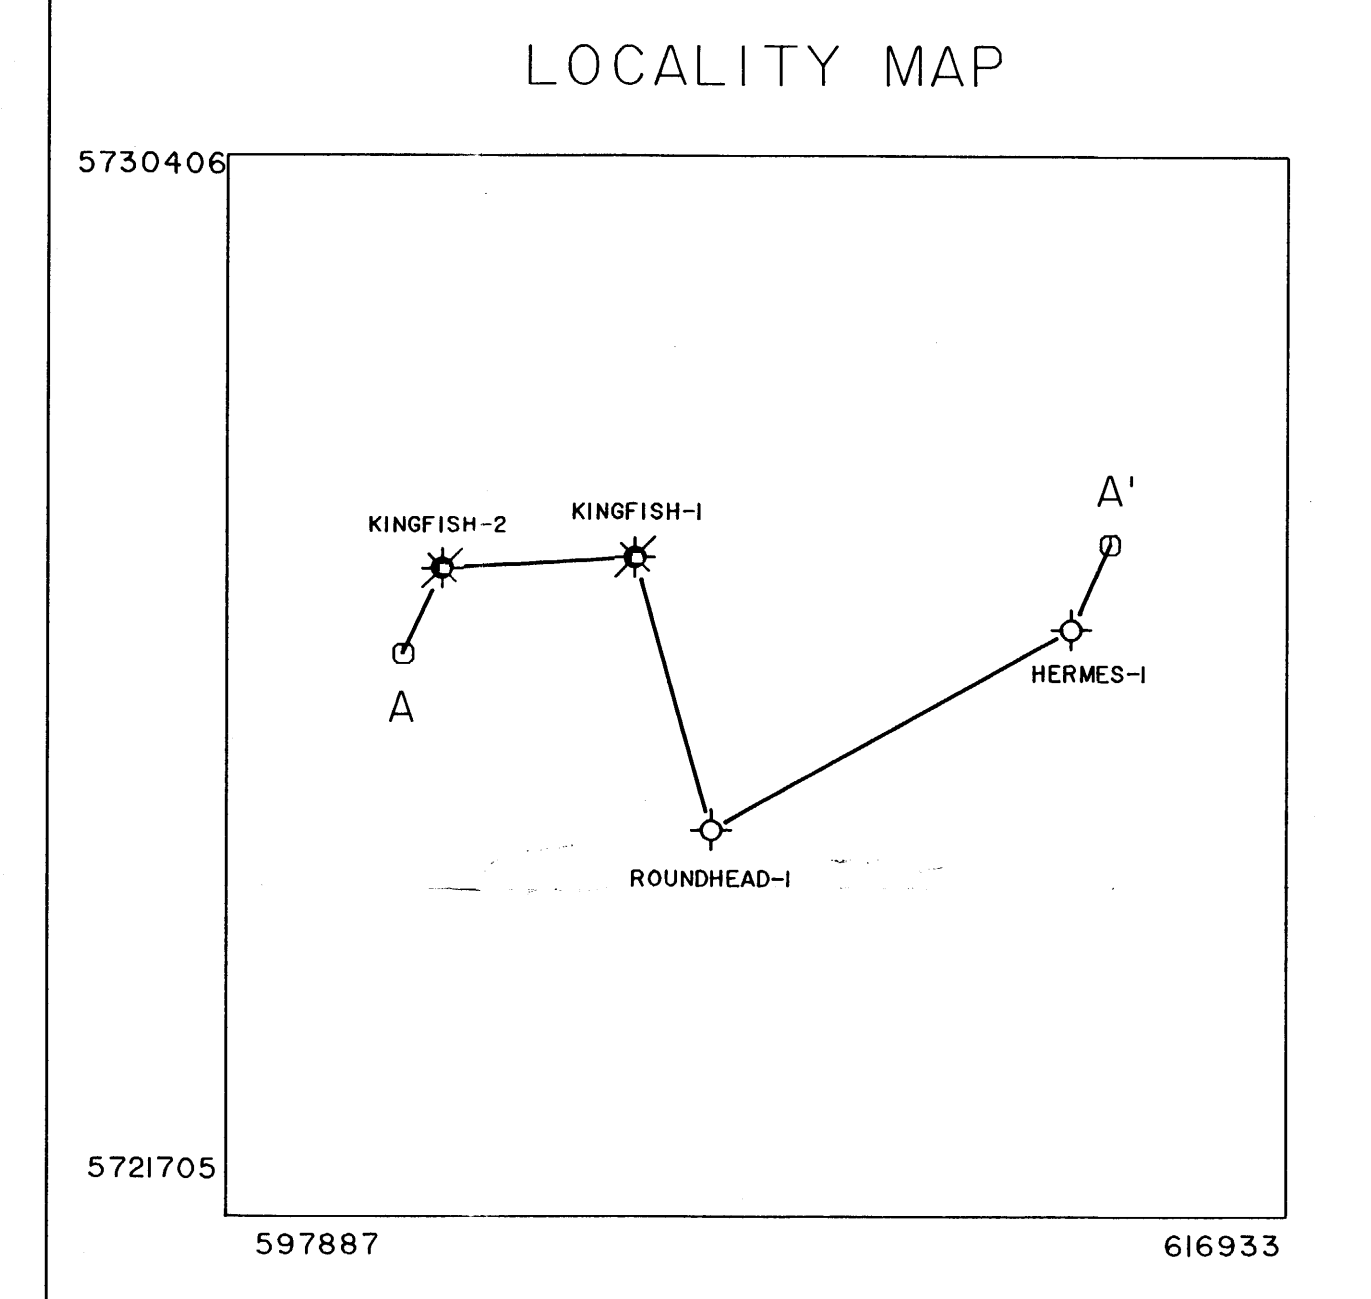 LOCALITY MAP
5730406
A'
KINGFISH-1
KINGFISH-2
HERMES-1
A
ROUNDHEAD-1
5721705
597887
616933